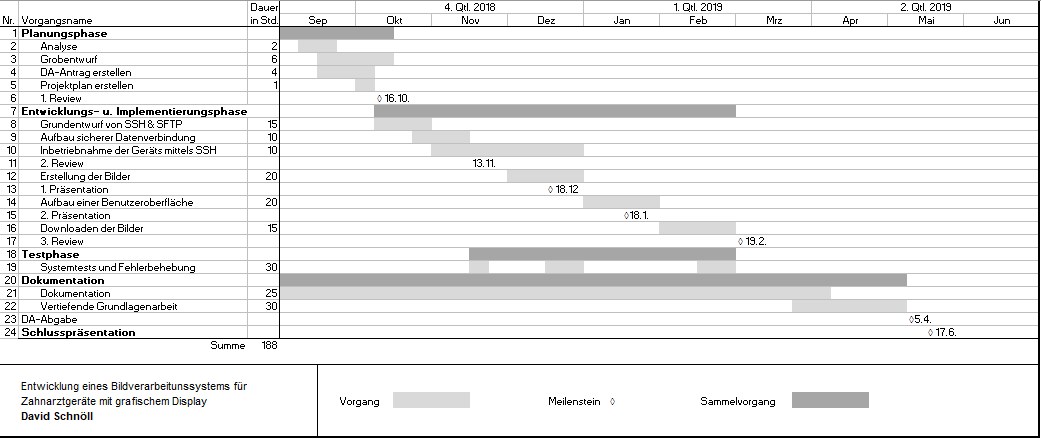 Dauer 4. Qtl. 2018 1. Qtl. 2019 2. Qtl. 2019
Nr. Vorgangsname in Std. Sep Okt Nov Dez Jan Feb Mrz Apr Mai Jun
1 Planungsphase
2 Analyse 2
3 Grobentwurf 6
4 DA-Antrag erstellen 4
5 Projektplan erstellen 1
6 1. Review ◊ 16.10.
7 Entwicklungs- u. Implementierungsphase
8 Grundentwurf von SSH & SFTP 15
9 Aufbau sicherer Datenverbindung 10
10 Inbetriebnahme der Geräts mittels SSH 10
11 2. Review 13.11.
12 Erstellung der Bilder 20
13 1. Präsentation ◊ 18.12
14 Aufbau einer Benutzeroberfläche 20
15 2. Präsentation ◊ 18.1.
16 Downloaden der Bilder 15
17 3. Review ◊ 19.2.
18 Testphase
19 Systemtests und Fehlerbehebung 30
20 Dokumentation
21 Dokumentation 25
22 Vertiefende Grundlagenarbeit 30
23 DA-Abgabe ◊ 5.4.
24 Schlusspräsentation ◊ 17.6.
Summe 188
Entwicklung eines Bildverarbeitunssystems für
Zahnarztgeräte mit grafischem Display
David Schnöll
Vorgang Meilenstein ◊ Sammelvorgang